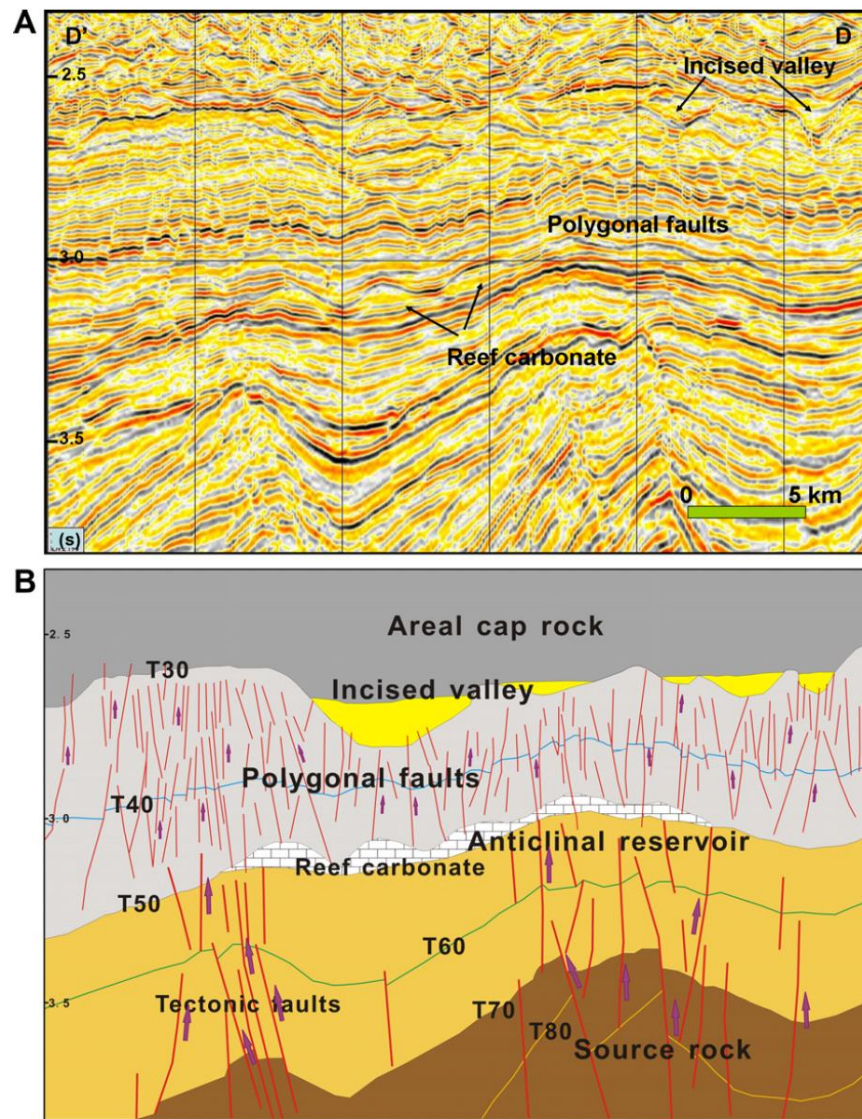 A
D'
D
2.5
Incised
valley
Polygonal faults
3.0
Reef carbonate
3.5
0
5 km
(s)
B
Areal cap rock
2.5
T30
Incised valley
Polygonal faults
T40
3.0
Anticlinal reservoir
Reef carbonate
T50
T60
3.5
Tectonic faults
T70
T80
Source rock